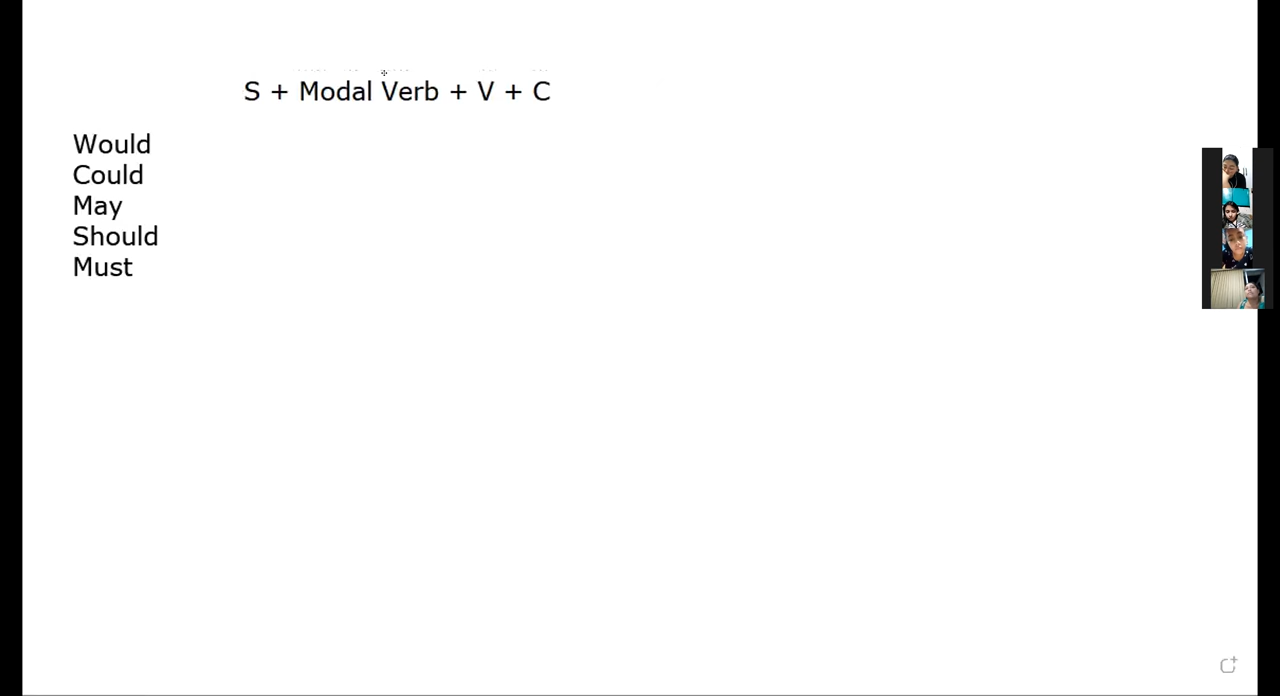 S + Modal Verb + V + C
Would
Could
May
Should
Must